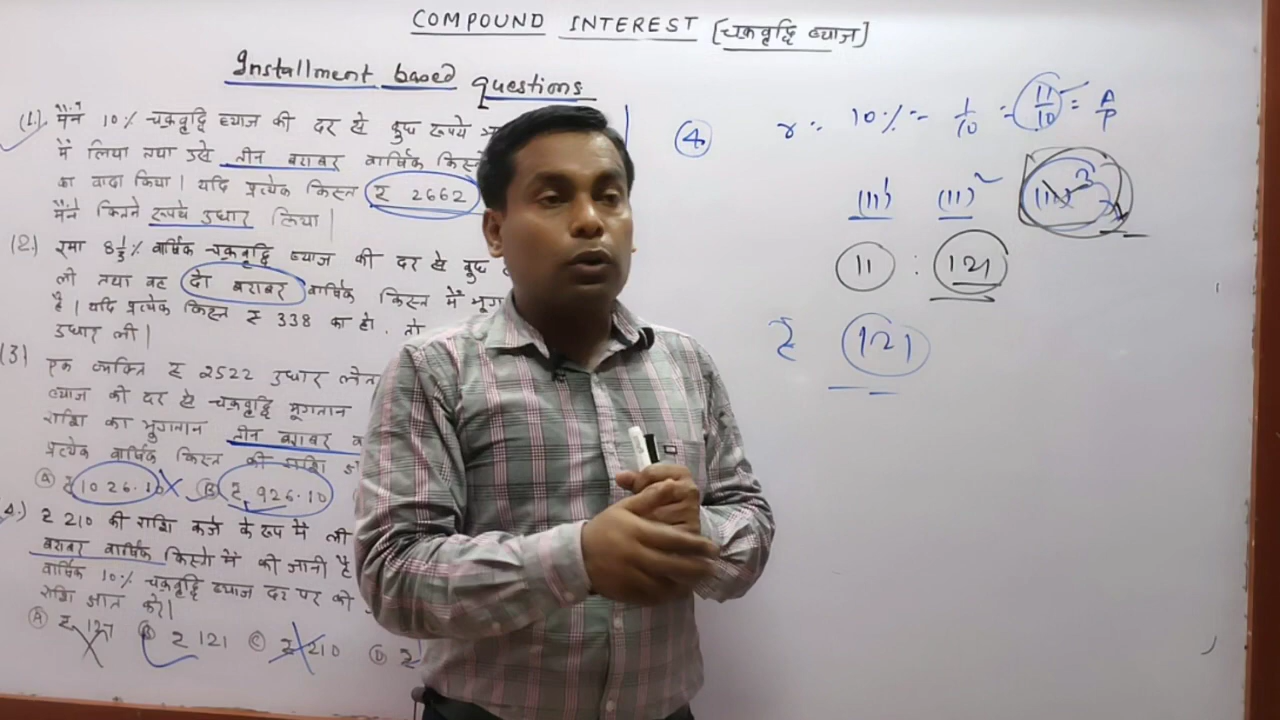 COMPOUND INTEREST [चक्रवृद्धि ब्याज]
Installment based questions
(1.) मैंने 10% चक्रवृद्धि ब्याज की दर से कुछ रूपये
में लिया तथा उसे तीन बराबर वार्षिक किस्त
का वादा किया। यदि प्रत्येक किस्त ₹ 2662
मैंने कितने रूपये उधार लिया।
(2.) रमा 8 1/3 % वार्षिक चक्रवृद्धि ब्याज की दर से कुछ
ली तथा वह दो बराबर वार्षिक किस्त में
है। यदि प्रत्येक किस्त ₹ 338 का हो. तो
उधार ली।
(3) एक व्यक्ति ₹ 2522 उधार लेता
ब्याज की दर से चक्रवृद्धि भुगतान
राशि का भुगतान तीन बराबर
प्रत्येक वार्षिक किस्त की राशि
(A) ₹ 1026.10 (B) ₹ 926.10
4.) ₹ 210 की राशि कर्ज के रूप में ली
बराबर वार्षिक किस्तो में की जानी है
वार्षिक 10% चक्रवृद्धि ब्याज दर पर की
राशि ज्ञात करे।
(A) ₹ 127 (B) ₹ 121 (C) ₹ 210 (D) ₹
(4) r = 10% = 1/10 = 11/10 = A/P
(11)¹ (11)² (11)³
11 : 121
₹ 121